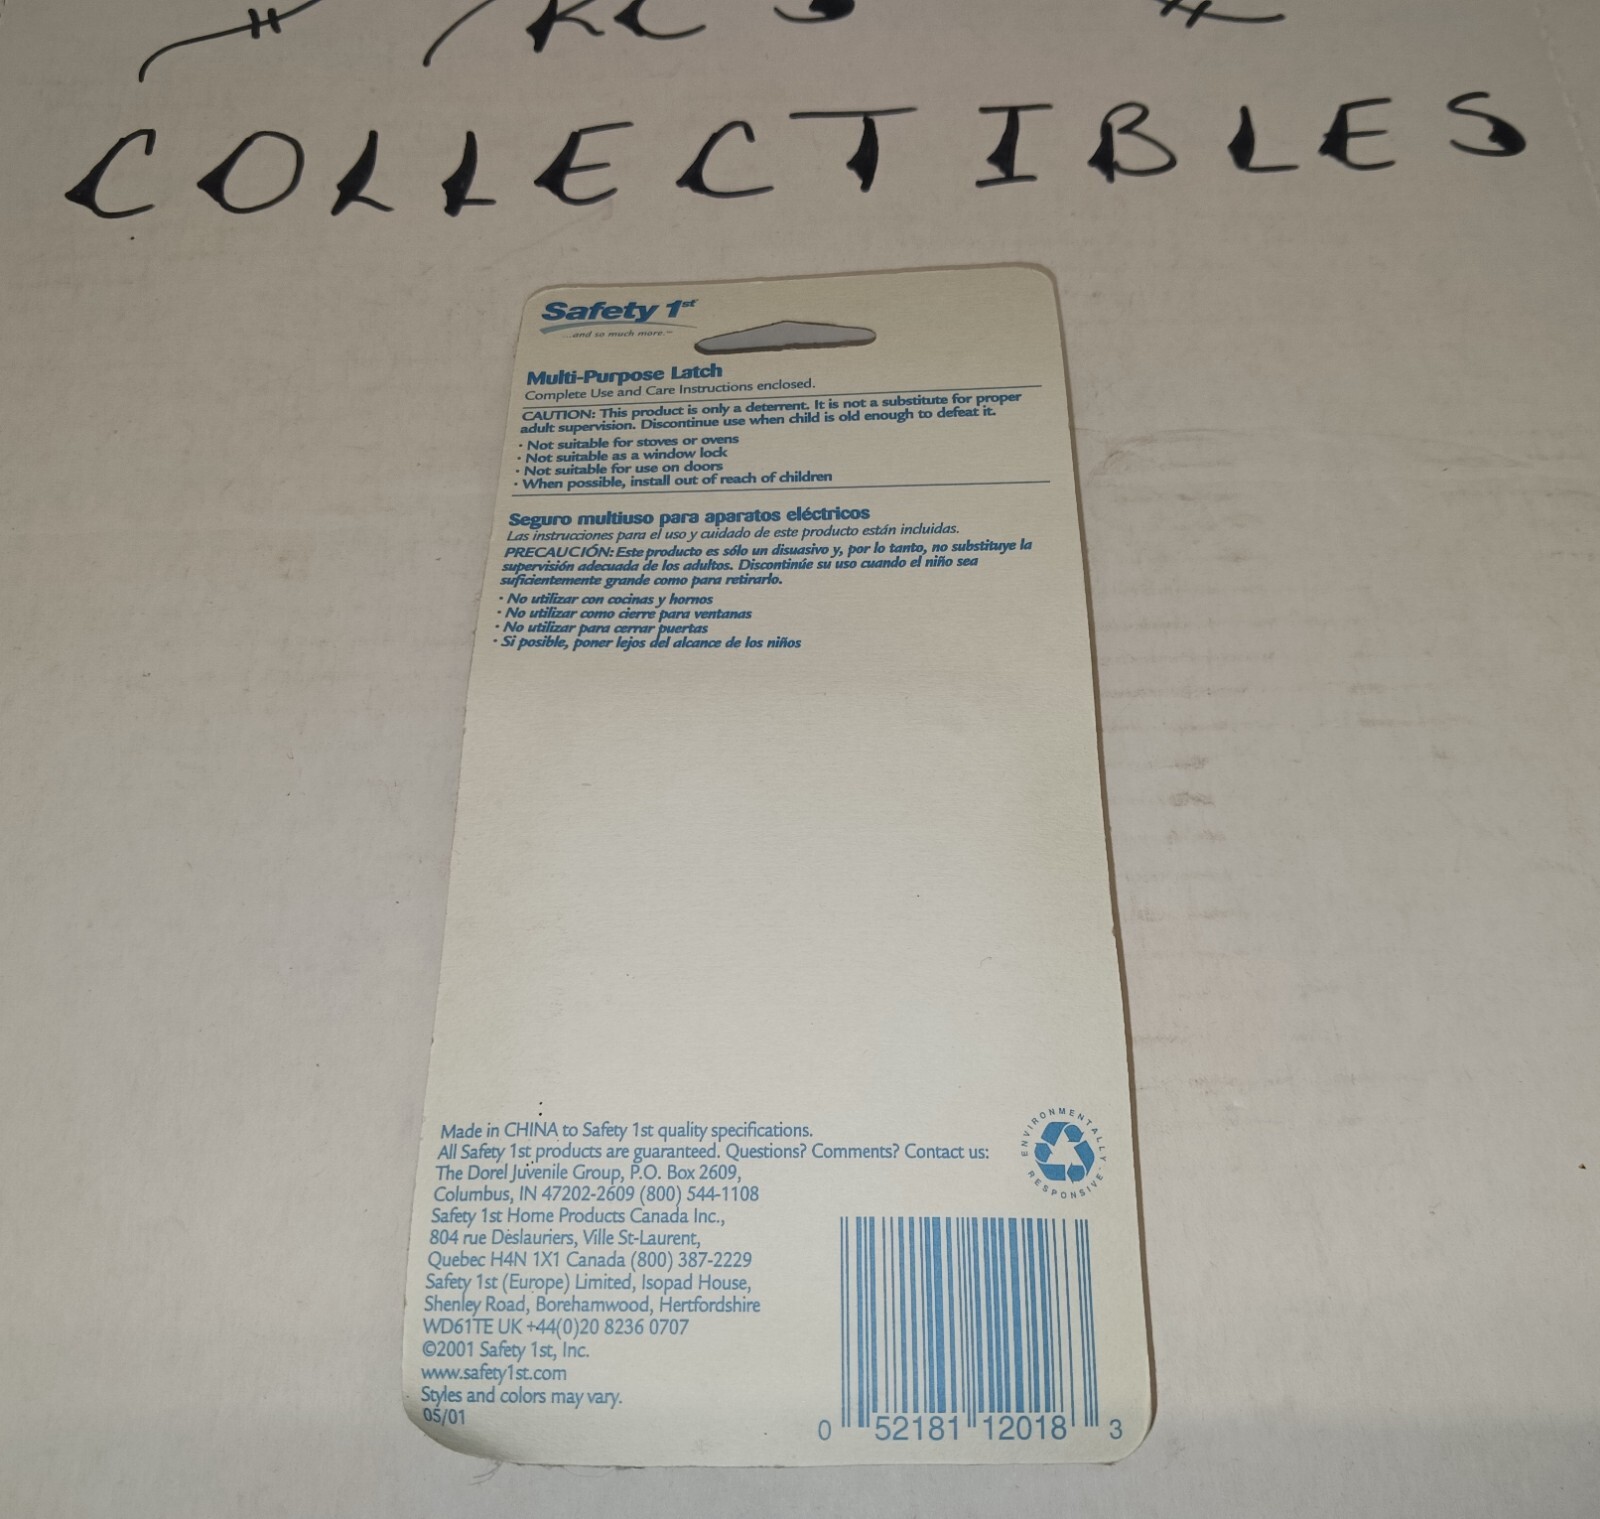 COLLECTIBLES
Safety 1st
...and so much more.™
Multi-Purpose Latch
Complete Use and Care Instructions enclosed.
CAUTION: This product is only a deterrent. It is not a substitute for proper
adult supervision. Discontinue use when child is old enough to defeat it.
· Not suitable for stoves or ovens
· Not suitable as a window lock
· Not suitable for use on doors
· When possible, install out of reach of children
Seguro multiuso para aparatos eléctricos
Las instrucciones para el uso y cuidado de este producto están incluidas.
PRECAUCIÓN: Este producto es sólo un disuasivo y, por lo tanto, no substituye la
supervisión adecuada de los adultos. Discontinúe su uso cuando el niño sea
suficientemente grande como para retirarlo.
· No utilizar con cocinas y hornos
· No utilizar como cierre para ventanas
· No utilizar para cerrar puertas
· Si posible, poner lejos del alcance de los niños
Made in CHINA to Safety 1st quality specifications.
All Safety 1st products are guaranteed. Questions? Comments? Contact us:
The Dorel Juvenile Group, P.O. Box 2609,
Columbus, IN 47202-2609 (800) 544-1108
Safety 1st Home Products Canada Inc.,
804 rue Deslauriers, Ville St-Laurent,
Quebec H4N 1X1 Canada (800) 387-2229
Safety 1st (Europe) Limited, Isopad House,
Shenley Road, Borehamwood, Hertfordshire
WD61TE UK +44(0)20 8236 0707
©2001 Safety 1st, Inc.
www.safety1st.com
Styles and colors may vary.
05/01
ENVIRONMENTALLY · RESPONSIVE ·
0 52181 12018 3